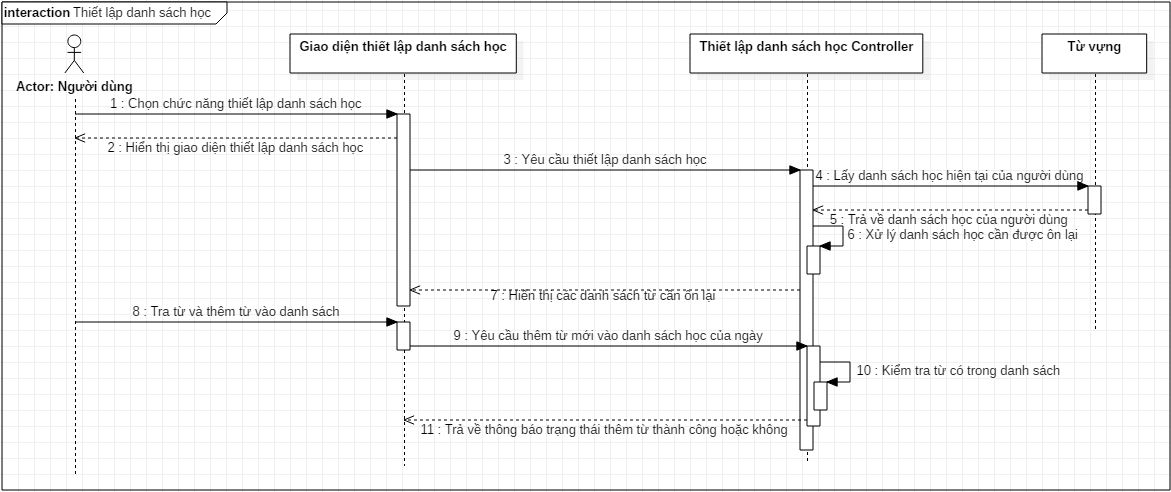 interaction Thiết lập danh sách học
Giao diện thiết lập danh sách học
Thiết lập danh sách học Controller
Từ vựng
Actor: Người dùng
1 : Chọn chức năng thiết lập danh sách học
2 : Hiển thị giao diện thiết lập danh sách học
3 : Yêu cầu thiết lập danh sách học
4 : Lấy danh sách học hiện tại của người dùng
5 : Trả về danh sách học của người dùng
6 : Xử lý danh sách học cần được ôn lại
7 : Hiển thị các danh sách từ cần ôn lại
8 : Tra từ và thêm từ vào danh sách
9 : Yêu cầu thêm từ mới vào danh sách học của ngày
10 : Kiểm tra từ có trong danh sách
11 : Trả về thông báo trạng thái thêm từ thành công hoặc không